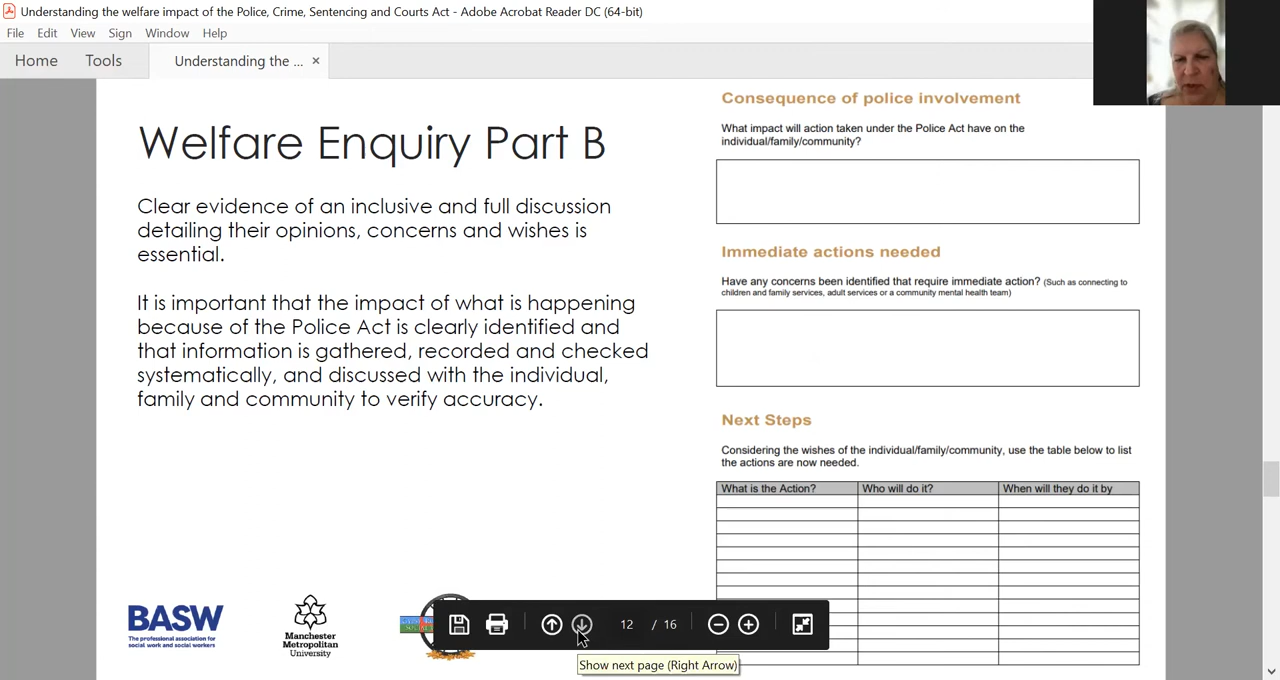 Understanding the welfare impact of the Police, Crime, Sentencing and Courts Act - Adobe Acrobat Reader DC (64-bit)
File Edit View Sign Window Help
Home Tools Understanding the ... ×
Welfare Enquiry Part B
Clear evidence of an inclusive and full discussion
detailing their opinions, concerns and wishes is
essential.
It is important that the impact of what is happening
because of the Police Act is clearly identified and
that information is gathered, recorded and checked
systematically, and discussed with the individual,
family and community to verify accuracy.
Consequence of police involvement
What impact will action taken under the Police Act have on the
individual/family/community?
Immediate actions needed
Have any concerns been identified that require immediate action? (Such as connecting to
children and family services, adult services or a community mental health team)
Next Steps
Considering the wishes of the individual/family/community, use the table below to list
the actions are now needed.
What is the Action? Who will do it? When will they do it by
BASW
The professional association for
social work and social workers
Manchester
Metropolitan
University
12 / 16
Show next page (Right Arrow)